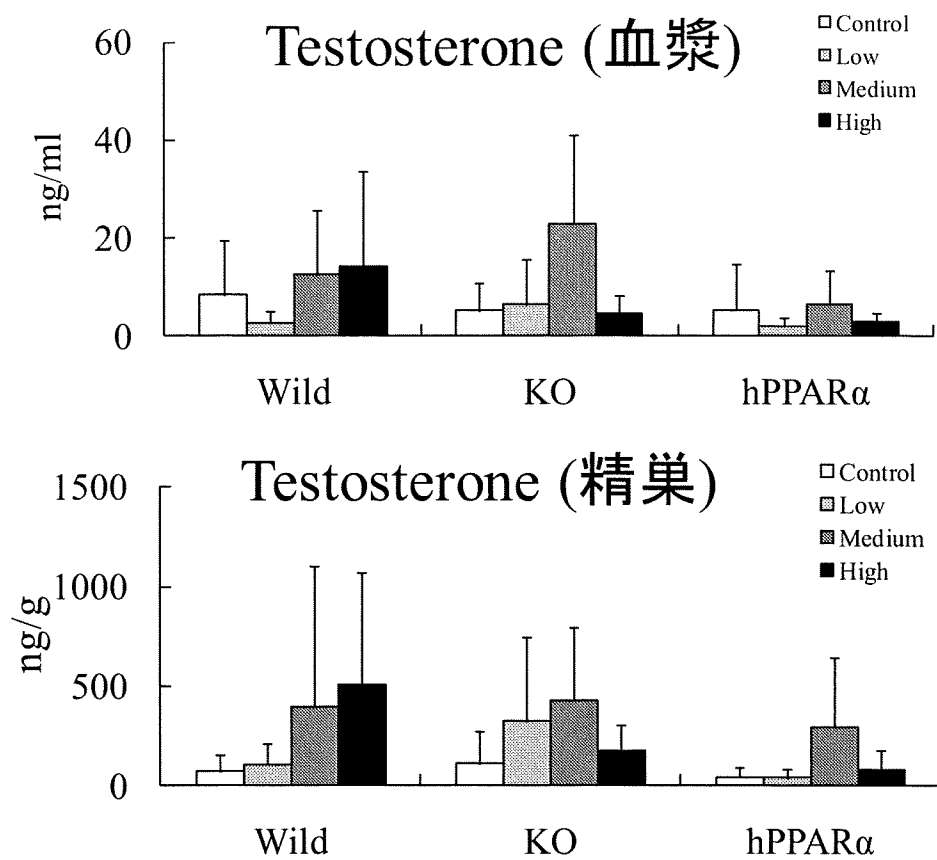 Testosterone (血漿)
Control
Low
Medium
High
60
40
20
0
ng/ml
Wild
KO
hPPARα
Testosterone (精巣)
Control
Low
Medium
High
1500
1000
500
0
ng/g
Wild
KO
hPPARα